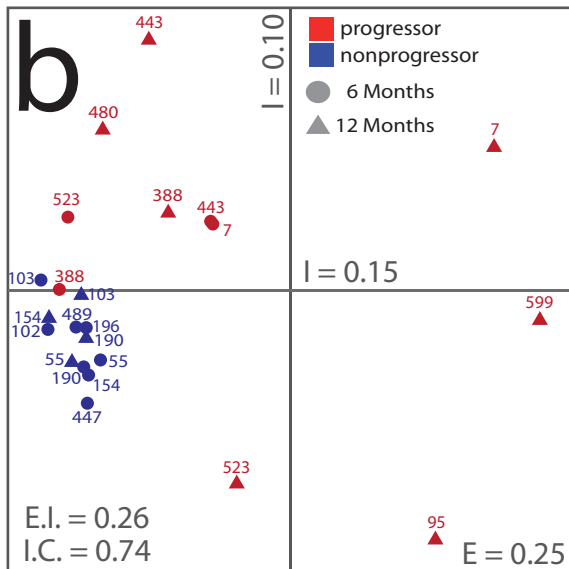 b
443
I = 0.10
progressor
nonprogressor
6 Months
12 Months
480
7
523
388
443
7
103
388
103
I = 0.15
154
489
196
102
190
599
55
55
190
154
447
523
95
E.I. = 0.26
I.C. = 0.74
E = 0.25